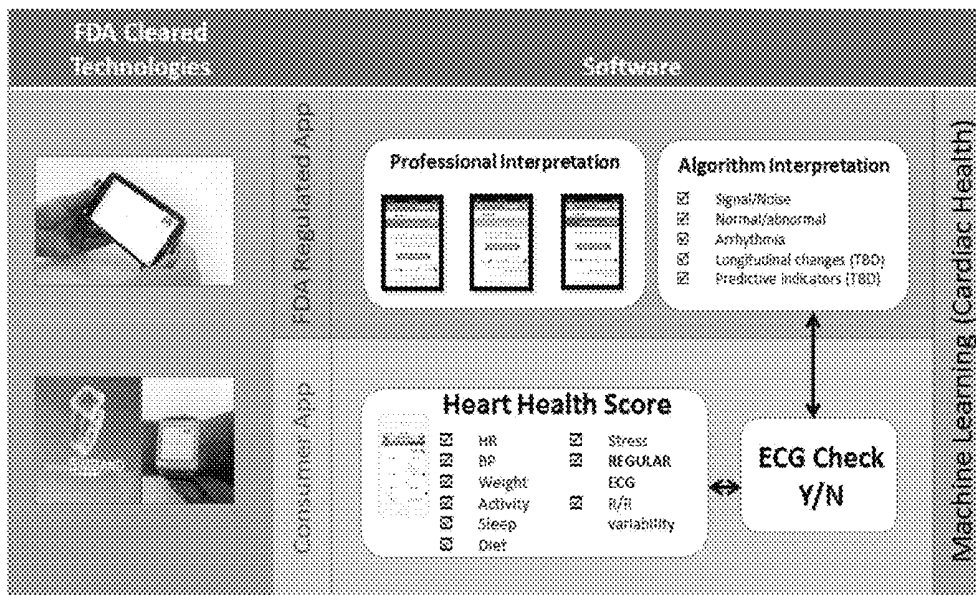 FDA Cleared
Technologies
Software
FDA Regulated App
Professional Interpretation
Algorithm Interpretation
☑ Signal/Noise
☑ Normal/abnormal
☑ Arrhythmia
☑ Longitudinal changes (TBD)
☑ Predictive indicators (TBD)
Machine Learning (Cardiac Health)
Consumer App
Heart Health Score
☑ HR
☑ BP
☑ Weight
☑ Activity
☑ Sleep
☑ Diet
☑ Stress
☑ REGULAR
ECG
☑ R/R
variability
ECG Check
Y/N